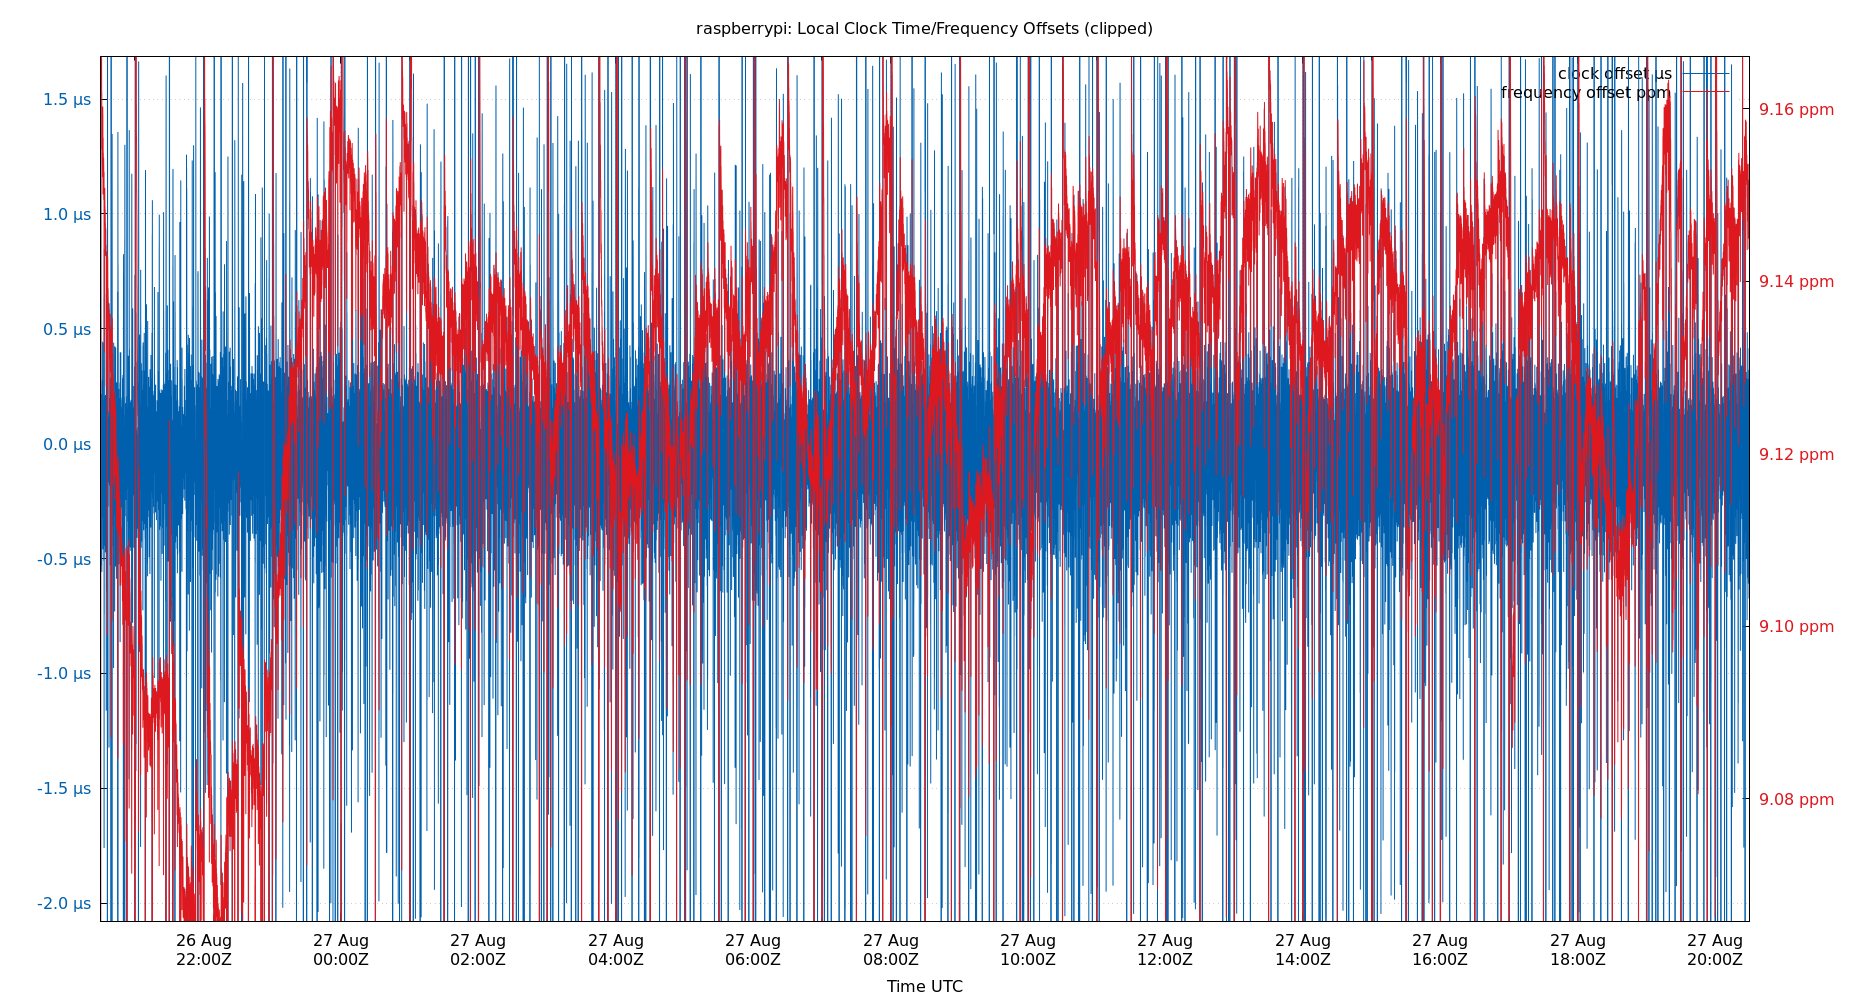 raspberrypi: Local Clock Time/Frequency Offsets (clipped)
clock offset µs
frequency offset ppm
1.5 µs
1.0 µs
0.5 µs
0.0 µs
-0.5 µs
-1.0 µs
-1.5 µs
-2.0 µs
9.16 ppm
9.14 ppm
9.12 ppm
9.10 ppm
9.08 ppm
26 Aug 27 Aug 27 Aug 27 Aug 27 Aug 27 Aug 27 Aug 27 Aug 27 Aug 27 Aug 27 Aug 27 Aug
22:00Z 00:00Z 02:00Z 04:00Z 06:00Z 08:00Z 10:00Z 12:00Z 14:00Z 16:00Z 18:00Z 20:00Z
Time UTC